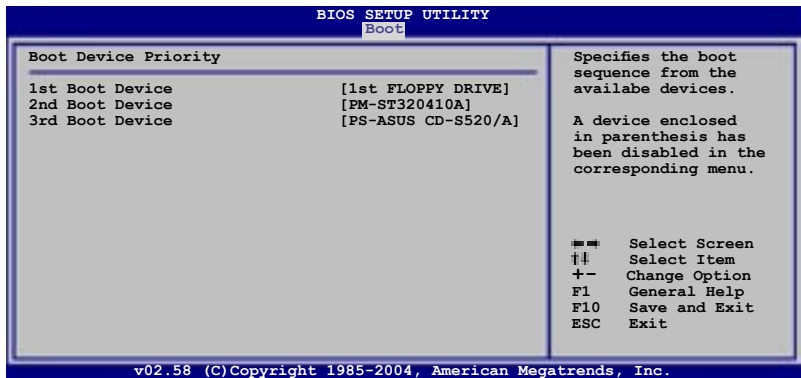 BIOS SETUP UTILITY
Boot
Boot Device Priority
1st Boot Device [1st FLOPPY DRIVE]
2nd Boot Device [PM-ST320410A]
3rd Boot Device [PS-ASUS CD-S520/A]
Specifies the boot
sequence from the
availabe devices.
A device enclosed
in parenthesis has
been disabled in the
corresponding menu.
←→ Select Screen
↑↓ Select Item
+- Change Option
F1 General Help
F10 Save and Exit
ESC Exit
v02.58 (C)Copyright 1985-2004, American Megatrends, Inc.